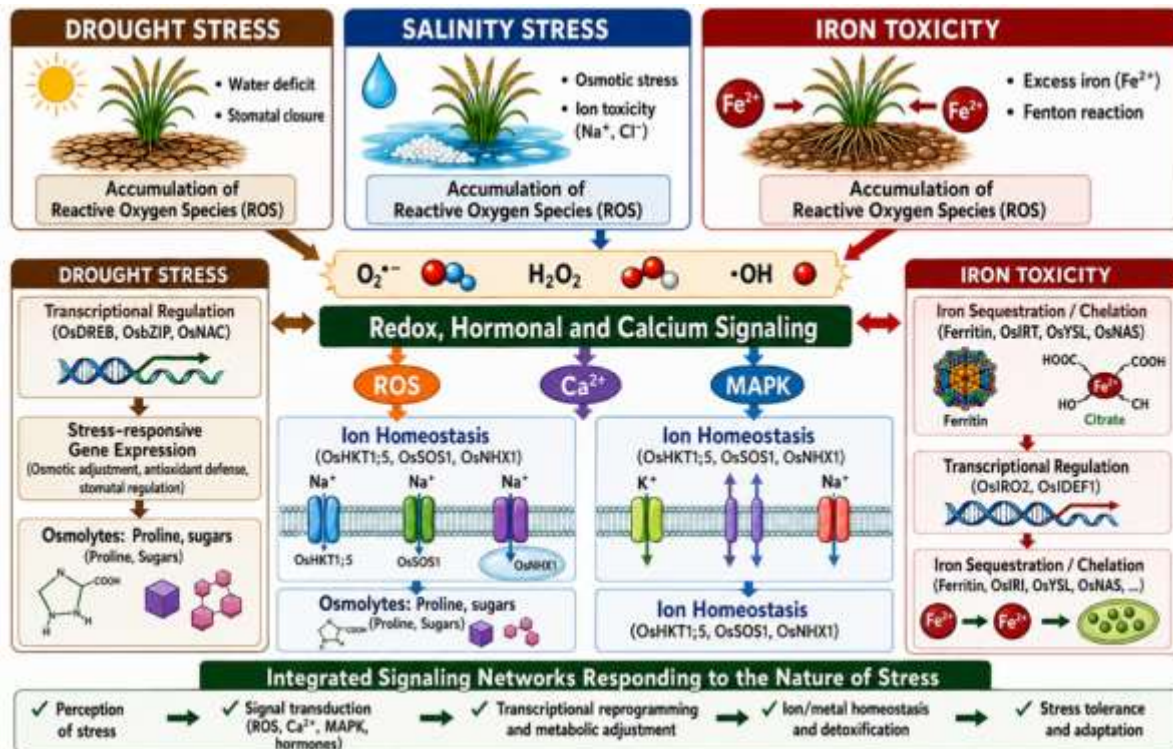 DROUGHT STRESS
• Water deficit
• Stomatal closure
Accumulation of
Reactive Oxygen Species (ROS)
SALINITY STRESS
• Osmotic stress
• Ion toxicity
(Na⁺, Cl⁻)
Accumulation of
Reactive Oxygen Species (ROS)
IRON TOXICITY
Fe²⁺
Fe²⁺
• Excess iron (Fe²⁺)
• Fenton reaction
Accumulation of
Reactive Oxygen Species (ROS)
O₂•⁻
H₂O₂
•OH
DROUGHT STRESS
Transcriptional Regulation
(OsDREB, OsbZIP, OsNAC)
Stress-responsive
Gene Expression
(Osmotic adjustment, antioxidant defense,
stomatal regulation)
Osmolytes: Proline, sugars
(Proline, Sugars)
N
COOH
N
H
H
Redox, Hormonal and Calcium Signaling
ROS
Ca²⁺
MAPK
Ion Homeostasis
(OsHKT1;5, OsSOS1, OsNHX1)
Na⁺
Na⁺
Na⁺
OsHKT1;5
OsSOS1
OsNHX1
Osmolytes: Proline, sugars
(Proline, Sugars)
COOH
Ion Homeostasis
(OsHKT1;5, OsSOS1, OsNHX1)
K⁺
Na⁺
Ion Homeostasis
(OsHKT1;5, OsSOS1, OsNHX1)
IRON TOXICITY
Iron Sequestration / Chelation
(Ferritin, OsIRT, OsYSL, OsNAS)
HOOC
COOH
Fe²⁺
HO
CH
Ferritin
Citrate
Transcriptional Regulation
(OsIRO2, OsIDEF1)
Iron Sequestration / Chelation
(Ferritin, OsIRI, OsYSL, OsNAS, ...)
Fe²⁺
Fe²⁺
Integrated Signaling Networks Responding to the Nature of Stress
✓ Perception
of stress
✓ Signal transduction
(ROS, Ca²⁺, MAPK,
hormones)
✓ Transcriptional reprogramming
and metabolic adjustment
✓ Ion/metal homeostasis
and detoxification
✓ Stress tolerance
and adaptation